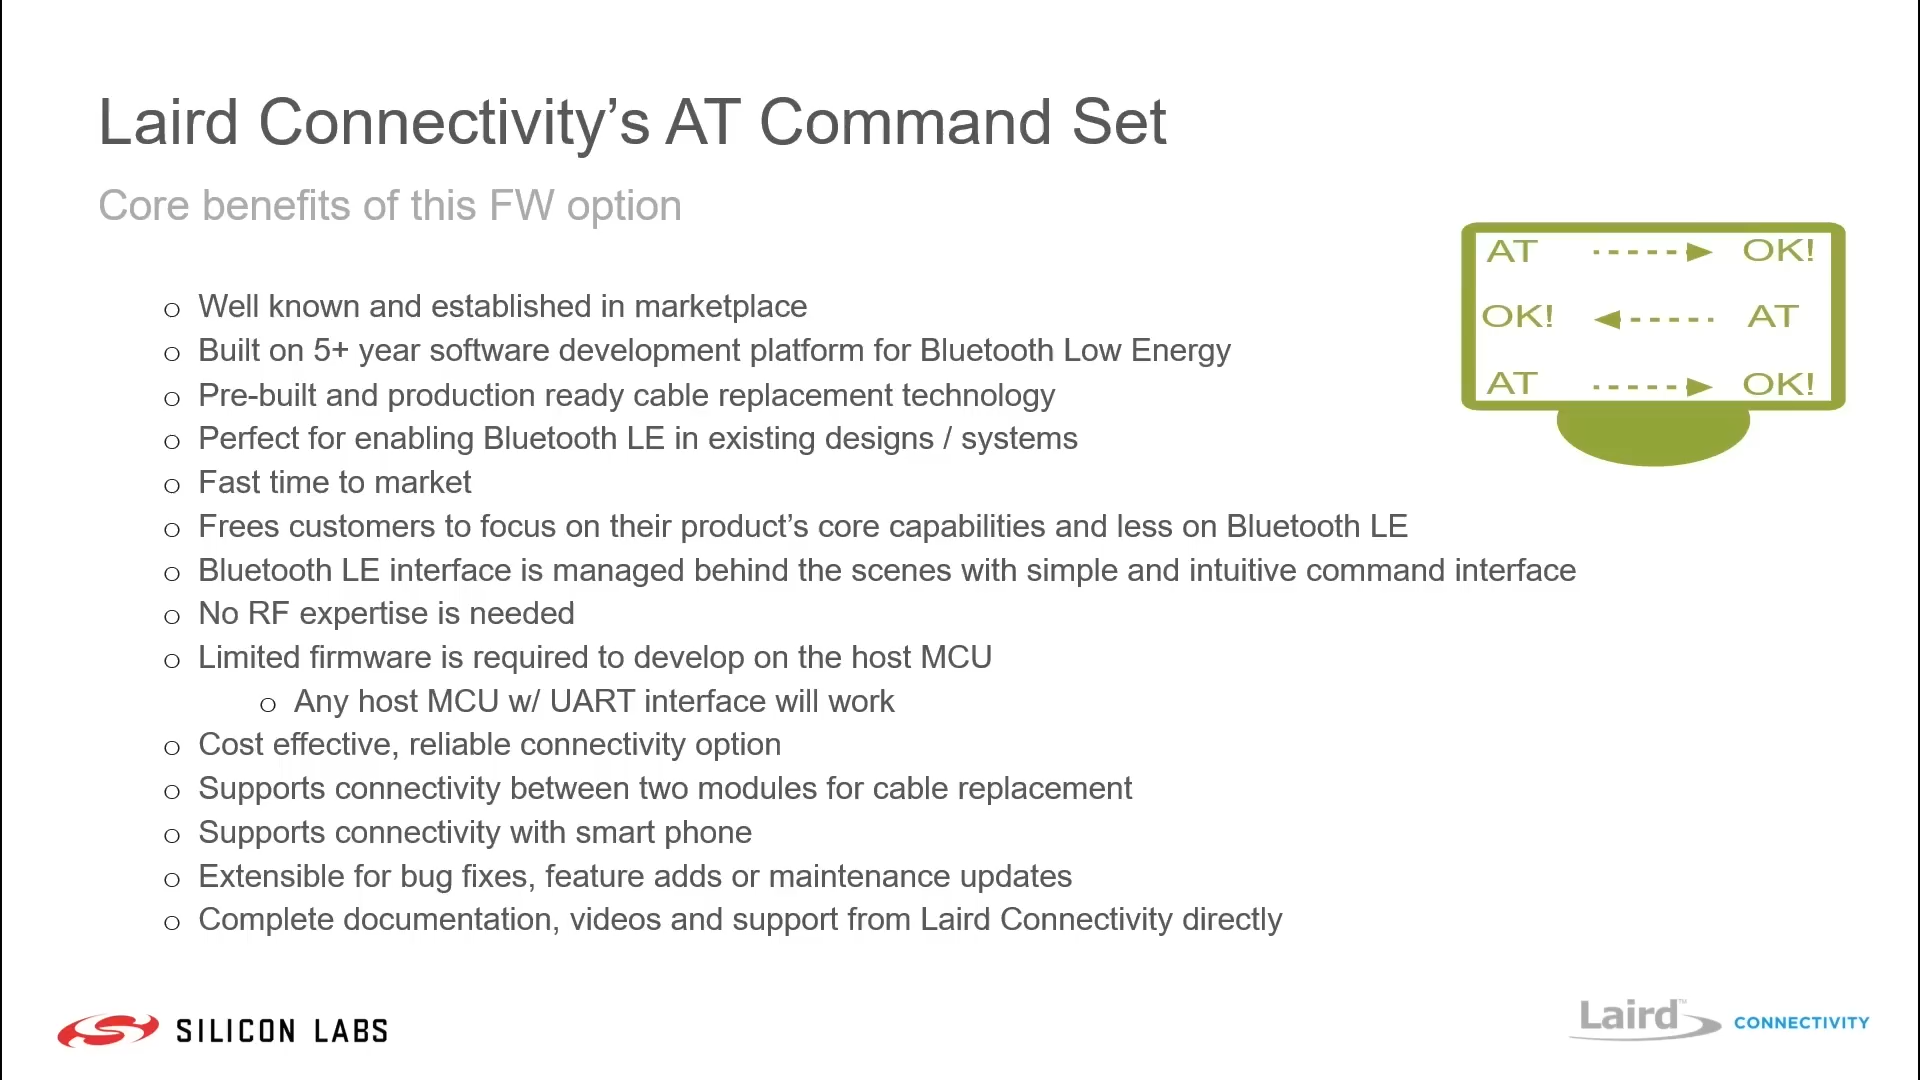 Laird Connectivity’s AT Command Set
Core benefits of this FW option
AT OK!
OK! AT
AT OK!
o Well known and established in marketplace
o Built on 5+ year software development platform for Bluetooth Low Energy
o Pre-built and production ready cable replacement technology
o Perfect for enabling Bluetooth LE in existing designs / systems
o Fast time to market
o Frees customers to focus on their product’s core capabilities and less on Bluetooth LE
o Bluetooth LE interface is managed behind the scenes with simple and intuitive command interface
o No RF expertise is needed
o Limited firmware is required to develop on the host MCU
o Any host MCU w/ UART interface will work
o Cost effective, reliable connectivity option
o Supports connectivity between two modules for cable replacement
o Supports connectivity with smart phone
o Extensible for bug fixes, feature adds or maintenance updates
o Complete documentation, videos and support from Laird Connectivity directly
SILICON LABS
Laird™ CONNECTIVITY